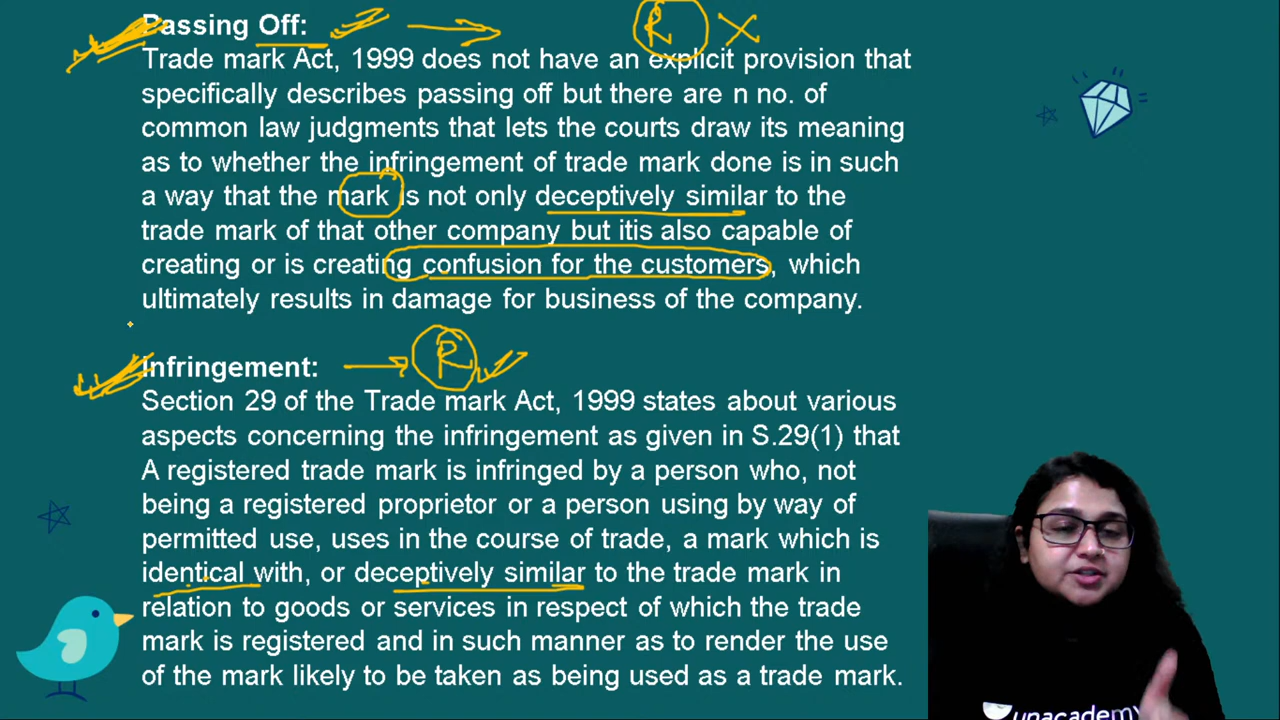 Passing Off:
R
Trade mark Act, 1999 does not have an explicit provision that
specifically describes passing off but there are n no. of
common law judgments that lets the courts draw its meaning
as to whether the infringement of trade mark done is in such
a way that the mark is not only deceptively similar to the
trade mark of that other company but itis also capable of
creating or is creating confusion for the customers, which
ultimately results in damage for business of the company.
Infringement:
R
Section 29 of the Trade mark Act, 1999 states about various
aspects concerning the infringement as given in S.29(1) that
A registered trade mark is infringed by a person who, not
being a registered proprietor or a person using by way of
permitted use, uses in the course of trade, a mark which is
identical with, or deceptively similar to the trade mark in
relation to goods or services in respect of which the trade
mark is registered and in such manner as to render the use
of the mark likely to be taken as being used as a trade mark.
unacademy